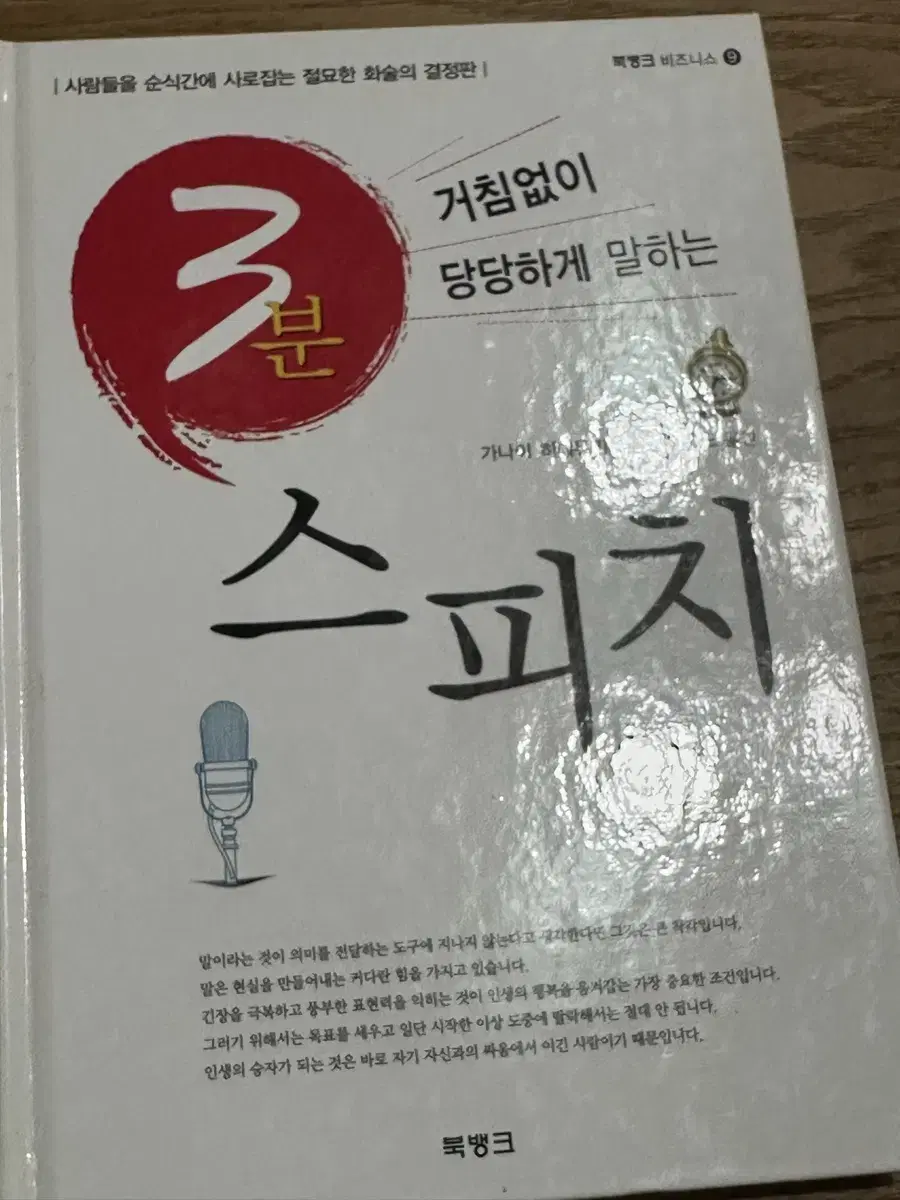 | 사람들을 순식간에 사로잡는 절묘한 화술의 결정판 |
북뱅크 비즈니스 9
거침없이
당당하게 말하는
3분
가나이
스피치
말이라는 것이 의미를 전달하는 도구에 지나지 않는다고 생각한다면 그것은 큰 착각입니다.
말은 현실을 만들어내는 커다란 힘을 가지고 있습니다.
긴장을 극복하고 풍부한 표현력을 익히는 것이 인생의 행복을 움켜잡는 가장 중요한 조건입니다.
그러기 위해서는 목표를 세우고 일단 시작한 이상 도중에 탈락해서는 절대 안 됩니다.
인생의 승자가 되는 것은 바로 자기 자신과의 싸움에서 이긴 사람이기 때문입니다.
북뱅크